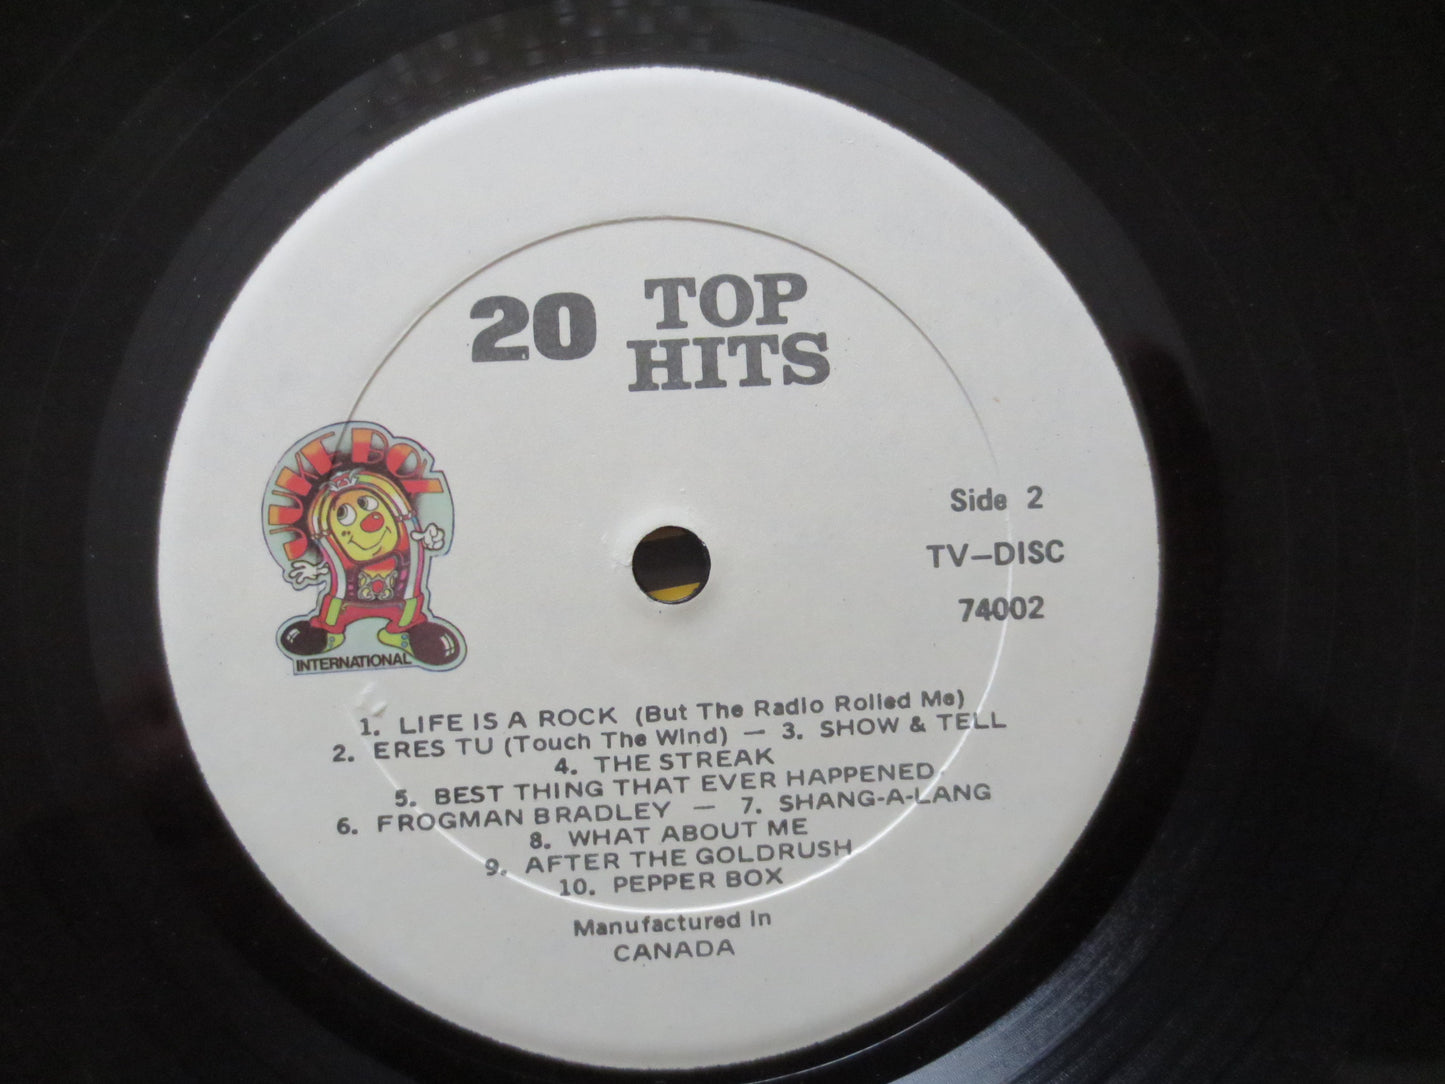 20 TOP
HITS
JUKE BOX
INTERNATIONAL
Side 2
TV–DISC
74002
1. LIFE IS A ROCK (But The Radio Rolled Me)
2. ERES TU (Touch The Wind) — 3. SHOW & TELL
4. THE STREAK
5. BEST THING THAT EVER HAPPENED
6. FROGMAN BRADLEY — 7. SHANG-A-LANG
8. WHAT ABOUT ME
9. AFTER THE GOLDRUSH
10. PEPPER BOX
Manufactured in
CANADA